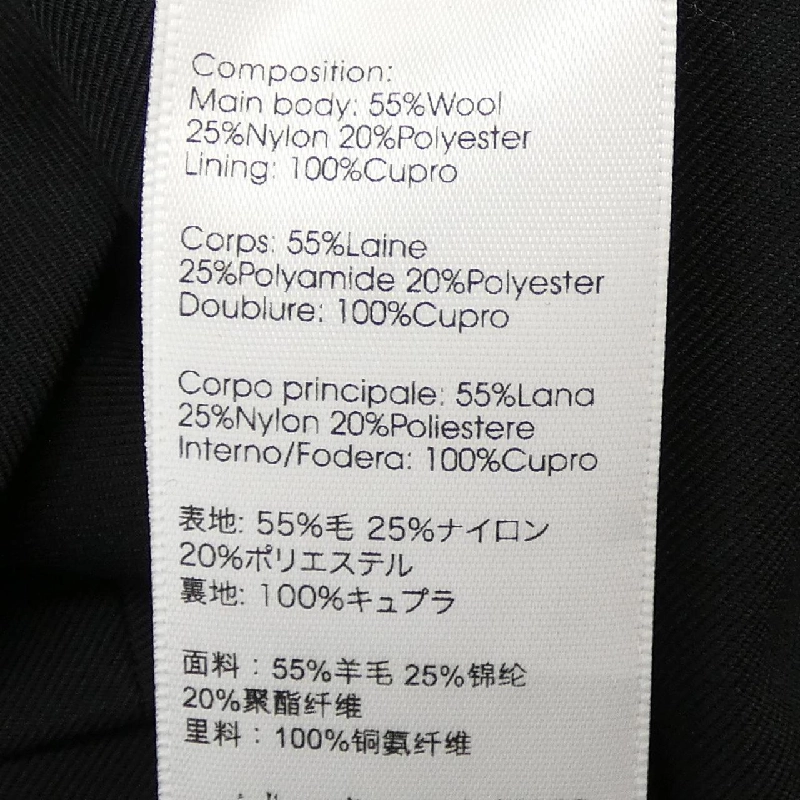 Composition:
Main body: 55%Wool
25%Nylon 20%Polyester
Lining: 100%Cupro
Corps: 55%Laine
25%Polyamide 20%Polyester
Doublure: 100%Cupro
Corpo principale: 55%Lana
25%Nylon 20%Poliestere
Interno/Fodera: 100%Cupro
表地: 55%毛 25%ナイロン
20%ポリエステル
裏地: 100%キュプラ
面料：55%羊毛 25%锦纶
20%聚酯纤维
里料：100%铜氨纤维